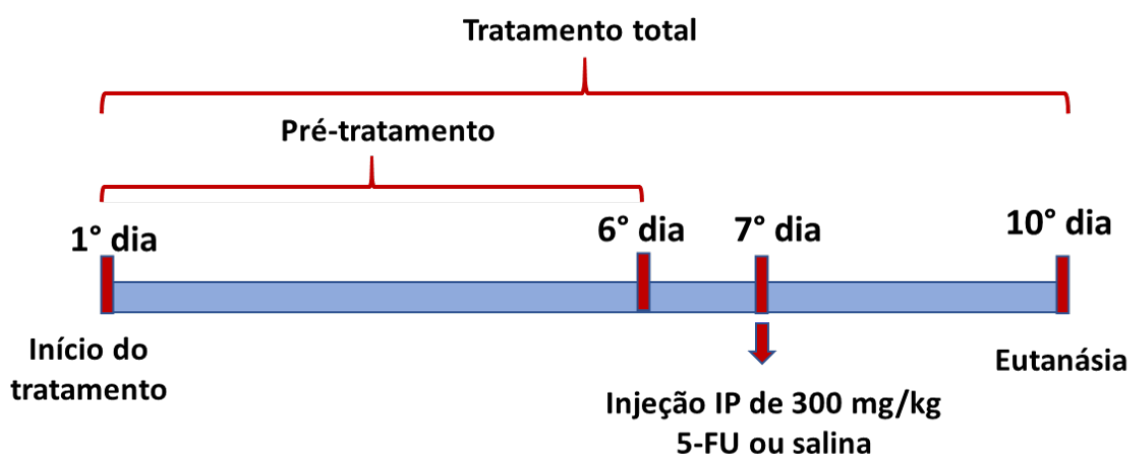 Tratamento total
Pré-tratamento
1° dia
6° dia
7° dia
10° dia
Início do
tratamento
Eutanásia
Injeção IP de 300 mg/kg
5-FU ou salina